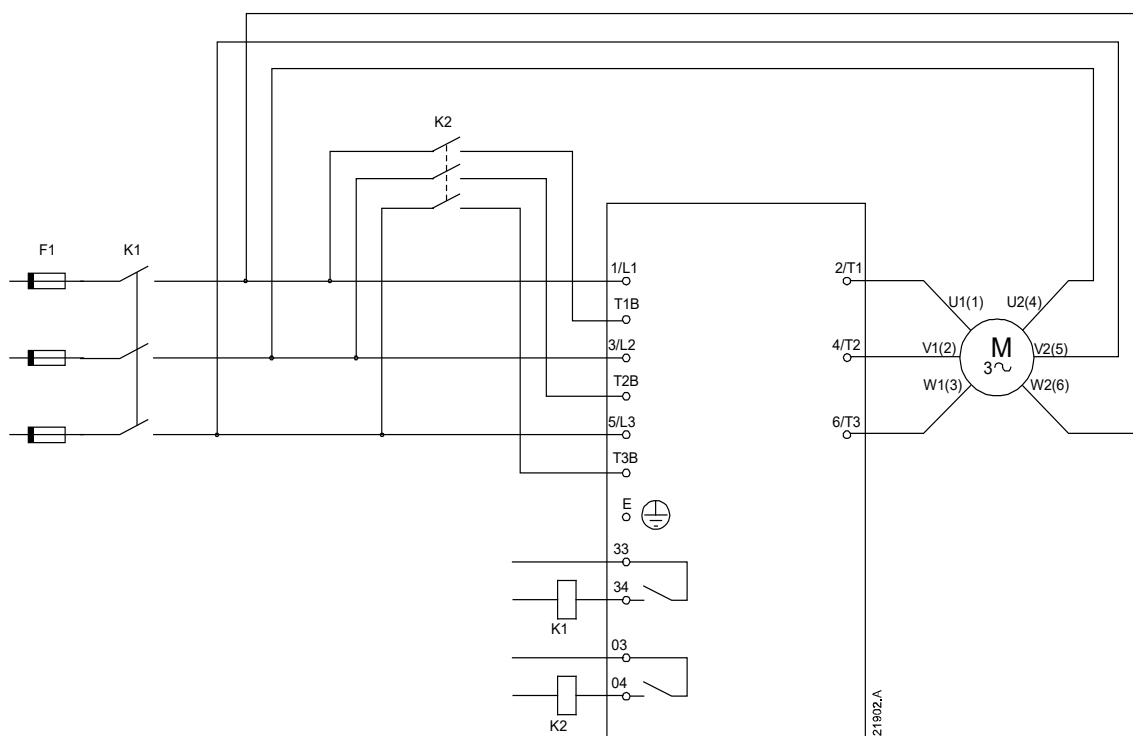 K2
F1
K1
1/L1
2/T1
T1B
U1(1)
U2(4)
3/L2
4/T2
V1(2)
M
3~
V2(5)
T2B
W1(3)
W2(6)
5/L3
6/T3
T3B
E
33
34
K1
03
04
K2
21902.A